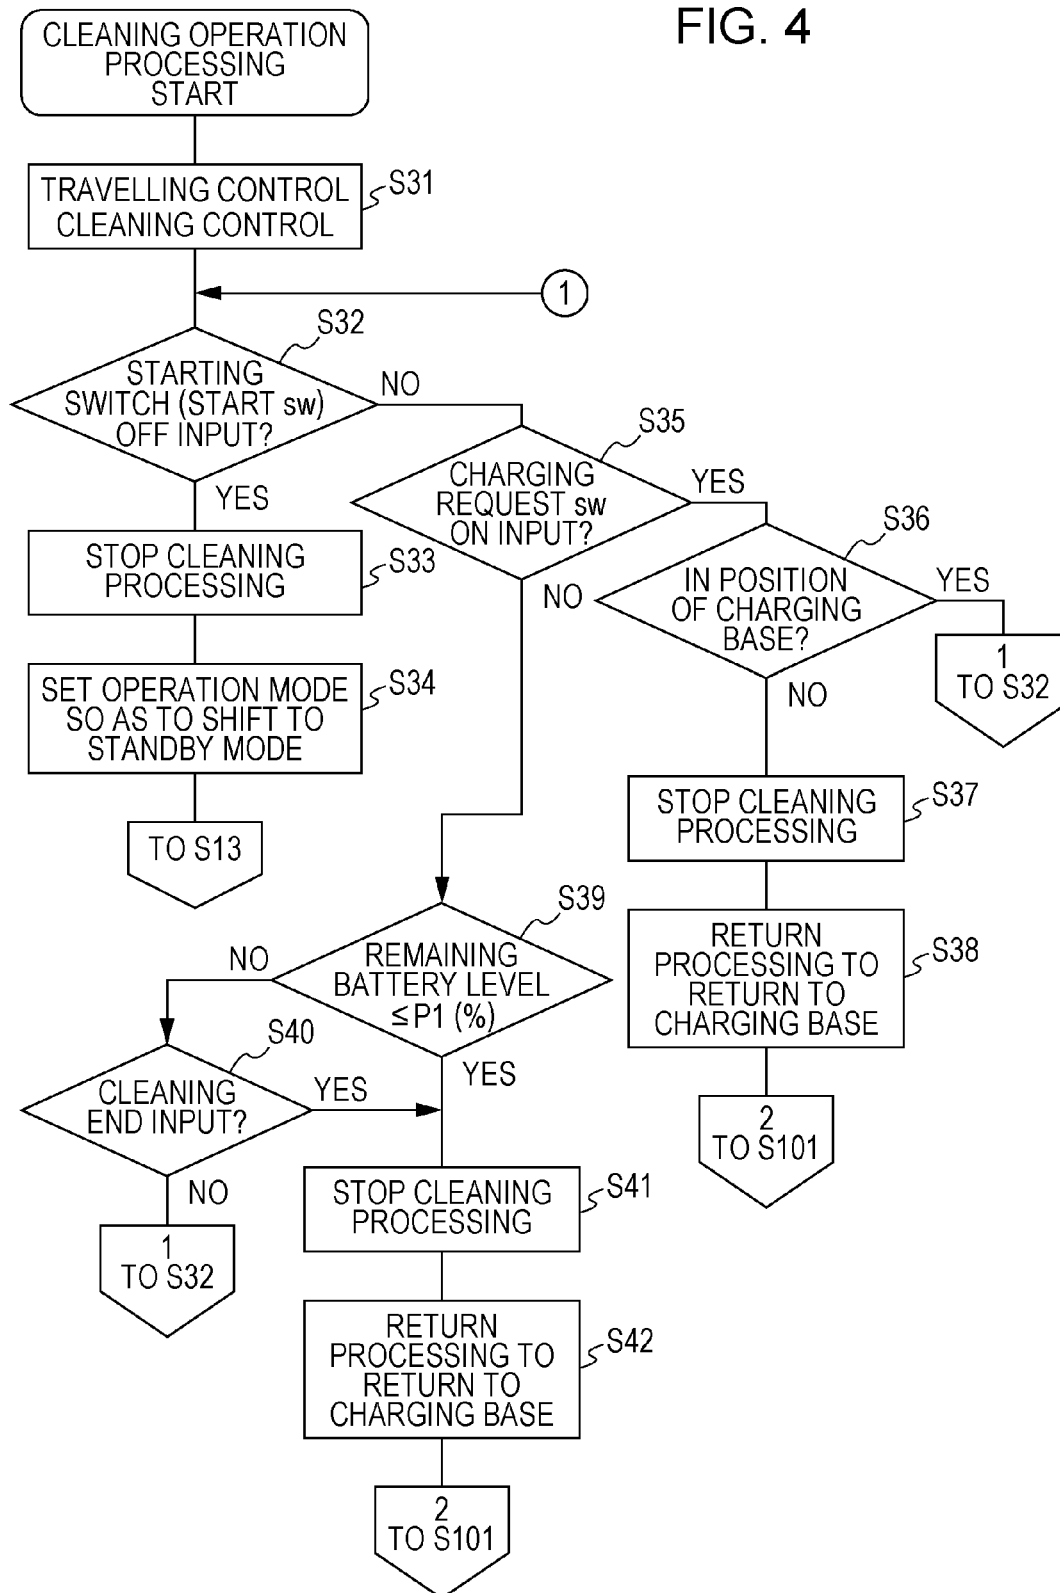 FIG. 4
CLEANING OPERATION
PROCESSING
START
TRAVELLING CONTROL
CLEANING CONTROL
S31
1
S32
STARTING
SWITCH (START sw)
OFF INPUT?
NO
YES
S35
CHARGING
REQUEST sw
ON INPUT?
YES
NO
STOP CLEANING
PROCESSING
S33
S36
IN POSITION
OF CHARGING
BASE?
YES
NO
1
TO S32
SET OPERATION MODE
SO AS TO SHIFT TO
STANDBY MODE
S34
TO S13
STOP CLEANING
PROCESSING
S37
RETURN
PROCESSING TO
RETURN TO
CHARGING BASE
S38
2
TO S101
S39
REMAINING
BATTERY LEVEL
≤P1 (%)
NO
YES
S40
CLEANING
END INPUT?
YES
NO
1
TO S32
STOP CLEANING
PROCESSING
S41
RETURN
PROCESSING TO
RETURN TO
CHARGING BASE
S42
2
TO S101